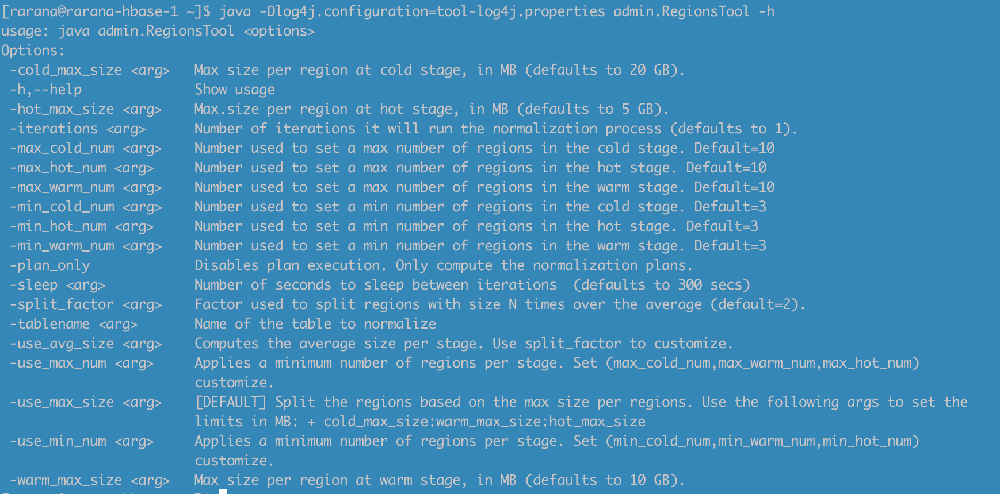 [rarana@rarana-hbase-1 ~]$ java -Dlog4j.configuration=tool-log4j.properties admin.RegionsTool -h
usage: java admin.RegionsTool <options>
Options:
-cold_max_size <arg>   Max size per region at cold stage, in MB (defaults to 20 GB).
-h,--help              Show usage
-hot_max_size <arg>    Max.size per region at hot stage, in MB (defaults to 5 GB).
-iterations <arg>      Number of iterations it will run the normalization process (defaults to 1).
-max_cold_num <arg>    Number used to set a max number of regions in the cold stage. Default=10
-max_hot_num <arg>     Number used to set a max number of regions in the hot stage. Default=10
-max_warm_num <arg>    Number used to set a max number of regions in the warm stage. Default=10
-min_cold_num <arg>    Number used to set a min number of regions in the cold stage. Default=3
-min_hot_num <arg>     Number used to set a min number of regions in the hot stage. Default=3
-min_warm_num <arg>    Number used to set a min number of regions in the warm stage. Default=3
-plan_only             Disables plan execution. Only compute the normalization plans.
-sleep <arg>           Number of seconds to sleep between iterations  (defaults to 300 secs)
-split_factor <arg>    Factor used to split regions with size N times over the average (default=2).
-tablename <arg>       Name of the table to normalize
-use_avg_size <arg>    Computes the average size per stage. Use split_factor to customize.
-use_max_num <arg>     Applies a minimum number of regions per stage. Set (max_cold_num,max_warm_num,max_hot_num)
customize.
-use_max_size <arg>    [DEFAULT] Split the regions based on the max size per regions. Use the following args to set the
limits in MB: + cold_max_size:warm_max_size:hot_max_size
-use_min_num <arg>     Applies a minimum number of regions per stage. Set (min_cold_num,min_warm_num,min_hot_num)
customize.
-warm_max_size <arg>   Max size per region at warm stage, in MB (defaults to 10 GB).